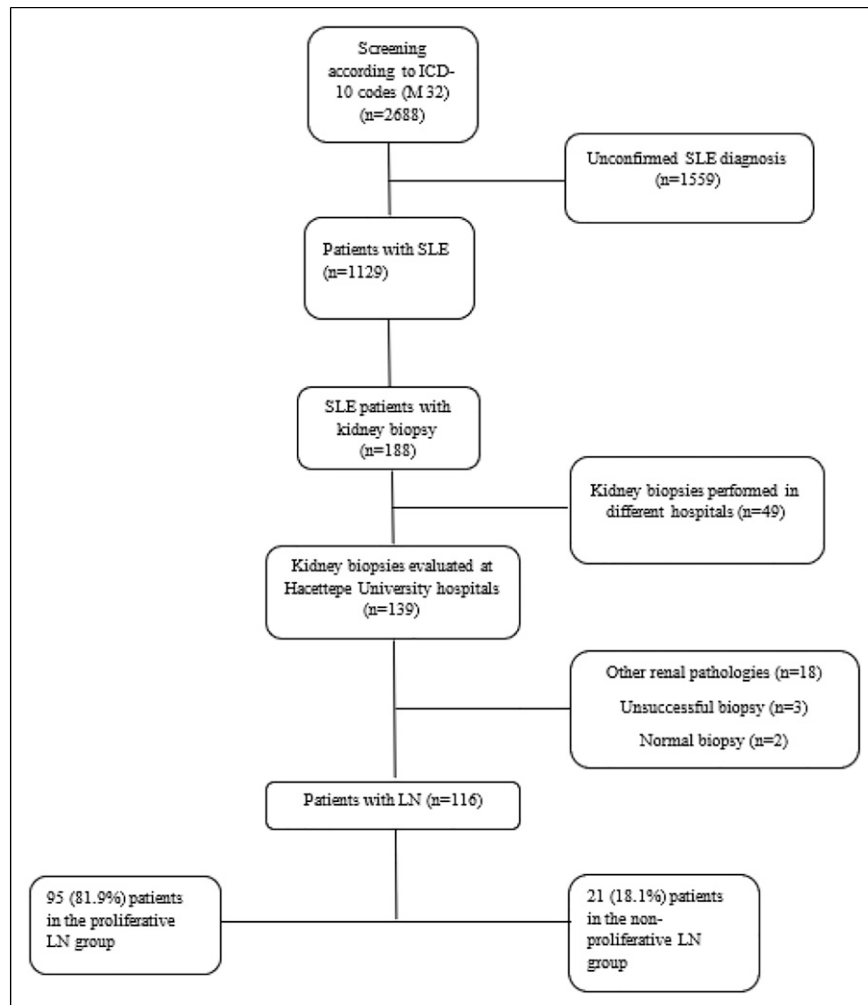 Screening
according to ICD-
10 codes (M 32)
(n=2688)
Unconfirmed SLE diagnosis
(n=1559)
Patients with SLE
(n=1129)
SLE patients with
kidney biopsy
(n=188)
Kidney biopsies performed in
different hospitals (n=49)
Kidney biopsies evaluated at
Hacettepe University hospitals
(n=139)
Other renal pathologies (n=18)
Unsuccessful biopsy (n=3)
Normal biopsy (n=2)
Patients with LN (n=116)
95 (81.9%) patients
in the proliferative
LN group
21 (18.1%) patients
in the non-
proliferative LN
group